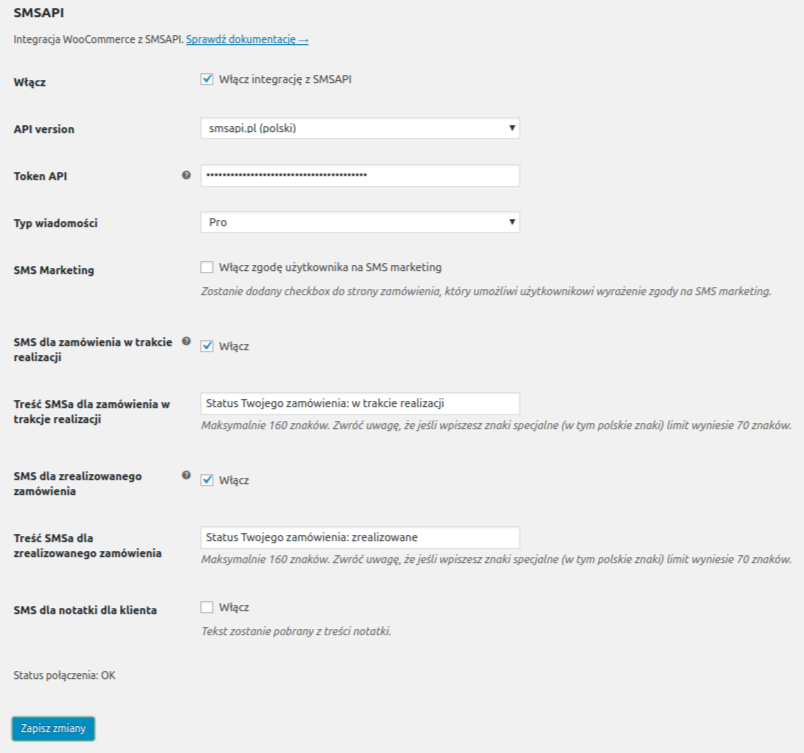 SMSAPI
Integracja WooCommerce z SMSAPI. Sprawdź dokumentację →
Włącz
Włącz integrację z SMSAPI
API version
smsapi.pl (polski)
Token API
Typ wiadomości
Pro
SMS Marketing
Włącz zgodę użytkownika na SMS marketing
Zostanie dodany checkbox do strony zamówienia, który umożliwi użytkownikowi wyrażenie zgody na SMS marketing.
SMS dla zamówienia w trakcie
realizacji
Włącz
Treść SMSa dla zamówienia w
trakcje realizacji
Status Twojego zamówienia: w trakcie realizacji
Maksymalnie 160 znaków. Zwróć uwagę, że jeśli wpiszesz znaki specjalne (w tym polskie znaki) limit wyniesie 70 znaków.
SMS dla zrealizowanego
zamówienia
Włącz
Treść SMSa dla
zrealizowanego zamówienia
Status Twojego zamówienia: zrealizowane
Maksymalnie 160 znaków. Zwróć uwagę, że jeśli wpiszesz znaki specjalne (w tym polskie znaki) limit wyniesie 70 znaków.
SMS dla notatki dla klienta
Włącz
Tekst zostanie pobrany z treści notatki.
Status połączenia: OK
Zapisz zmiany